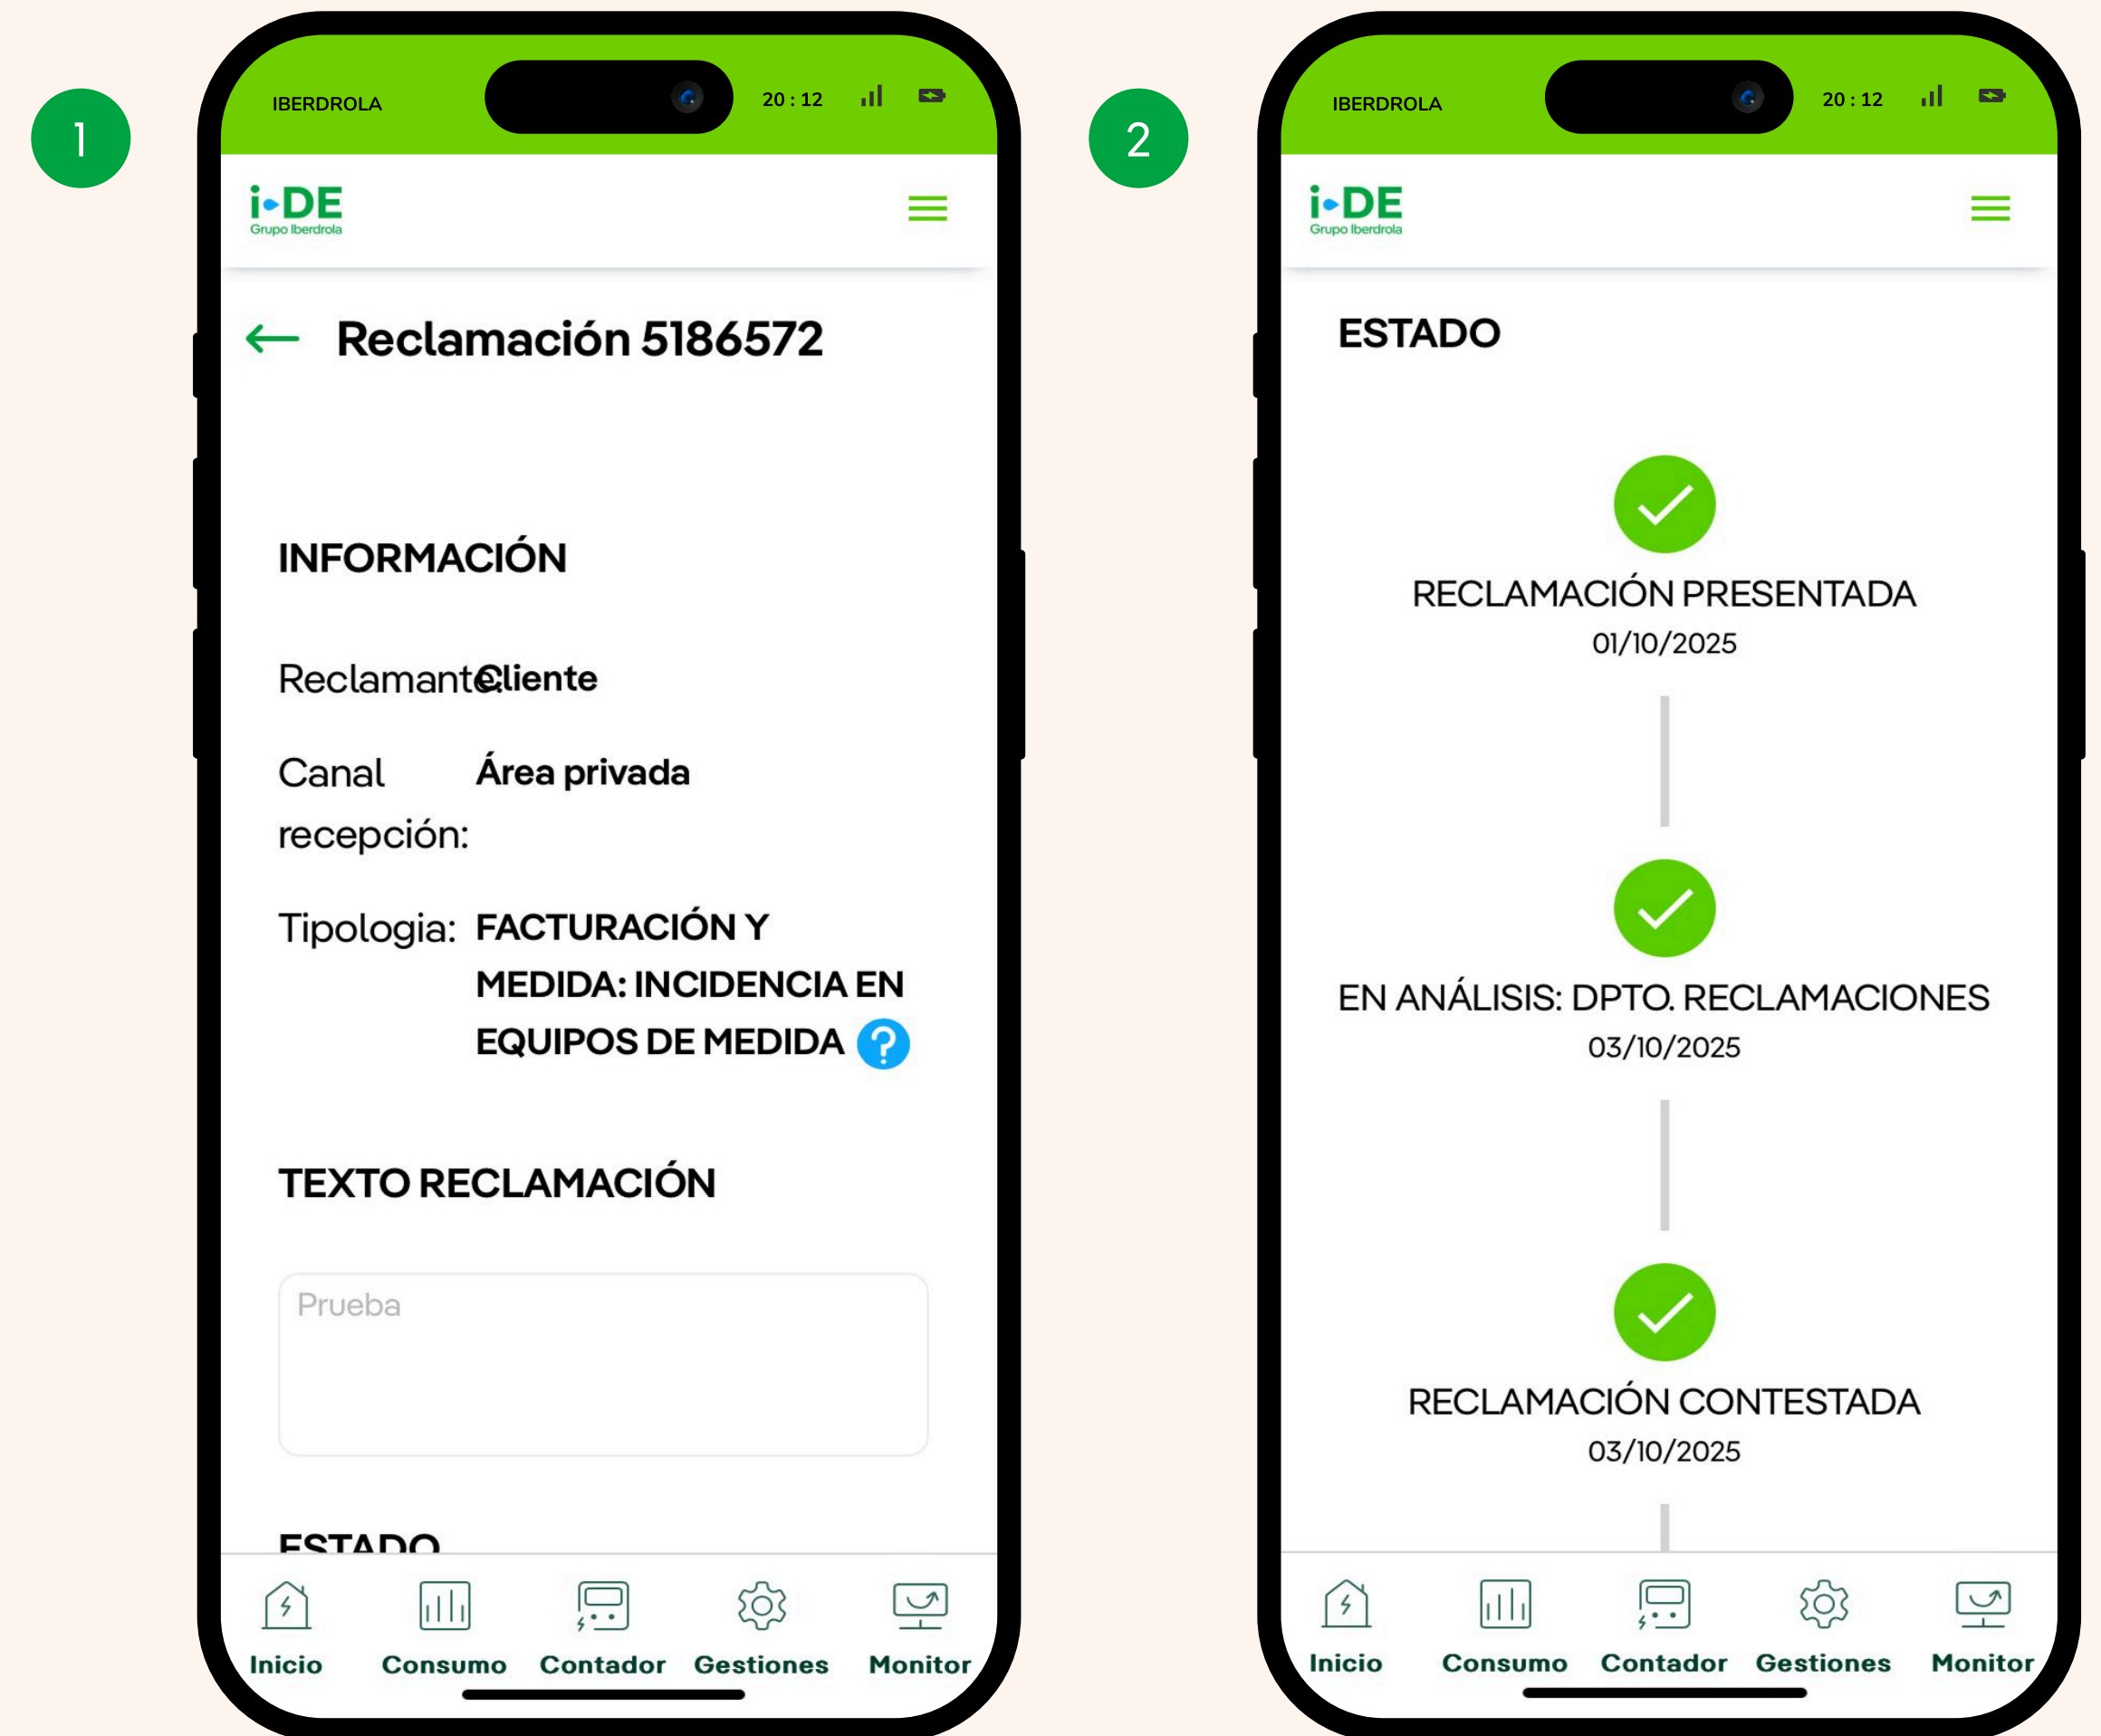 1
IBERDROLA
20 : 12
i-DE
Grupo Iberdrola
Reclamación 5186572
INFORMACIÓN
Reclamante: Cliente
Canal Área privada
recepción:
Tipologia: FACTURACIÓN Y
MEDIDA: INCIDENCIA EN
EQUIPOS DE MEDIDA ?
TEXTO RECLAMACIÓN
Prueba
ESTADO
Inicio Consumo Contador Gestiones Monitor
2
IBERDROLA
20 : 12
i-DE
Grupo Iberdrola
ESTADO
RECLAMACIÓN PRESENTADA
01/10/2025
EN ANÁLISIS: DPTO. RECLAMACIONES
03/10/2025
RECLAMACIÓN CONTESTADA
03/10/2025
Inicio Consumo Contador Gestiones Monitor